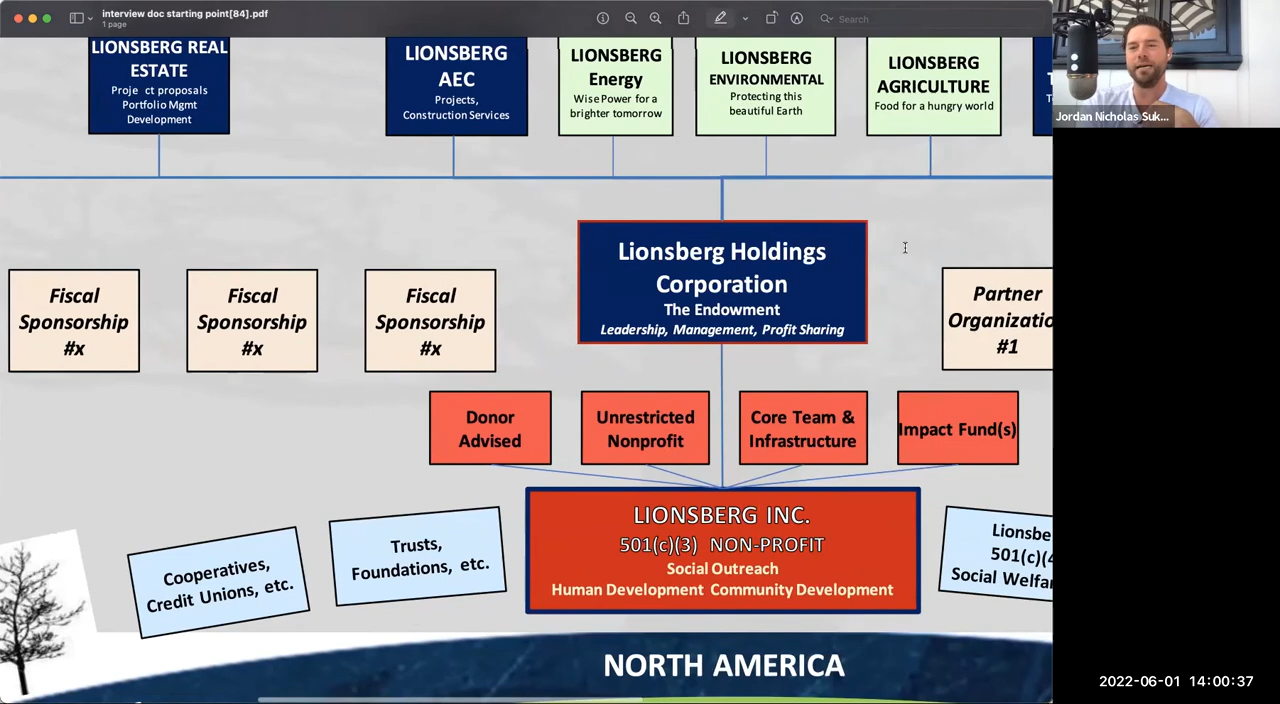 interview doc starting point[84].pdf
1 page
Search
LIONSBERG REAL
ESTATE
Proje ct proposals
Portfolio Mgmt
Development
LIONSBERG
AEC
Projects,
Construction Services
LIONSBERG
Energy
Wise Power for a
brighter tomorrow
LIONSBERG
ENVIRONMENTAL
Protecting this
beautiful Earth
LIONSBERG
AGRICULTURE
Food for a hungry world
Jordan Nicholas Suk...
Lionsberg Holdings
Corporation
The Endowment
Leadership, Management, Profit Sharing
Fiscal
Sponsorship
#x
Fiscal
Sponsorship
#x
Fiscal
Sponsorship
#x
Partner
Organizatio
#1
Donor
Advised
Unrestricted
Nonprofit
Core Team &
Infrastructure
Impact Fund(s)
Cooperatives,
Credit Unions, etc.
Trusts,
Foundations, etc.
LIONSBERG INC.
501(c)(3) NON-PROFIT
Social Outreach
Human Development Community Development
Lionsbe
501(c)(4
Social Welfar
NORTH AMERICA
2022-06-01 14:00:37